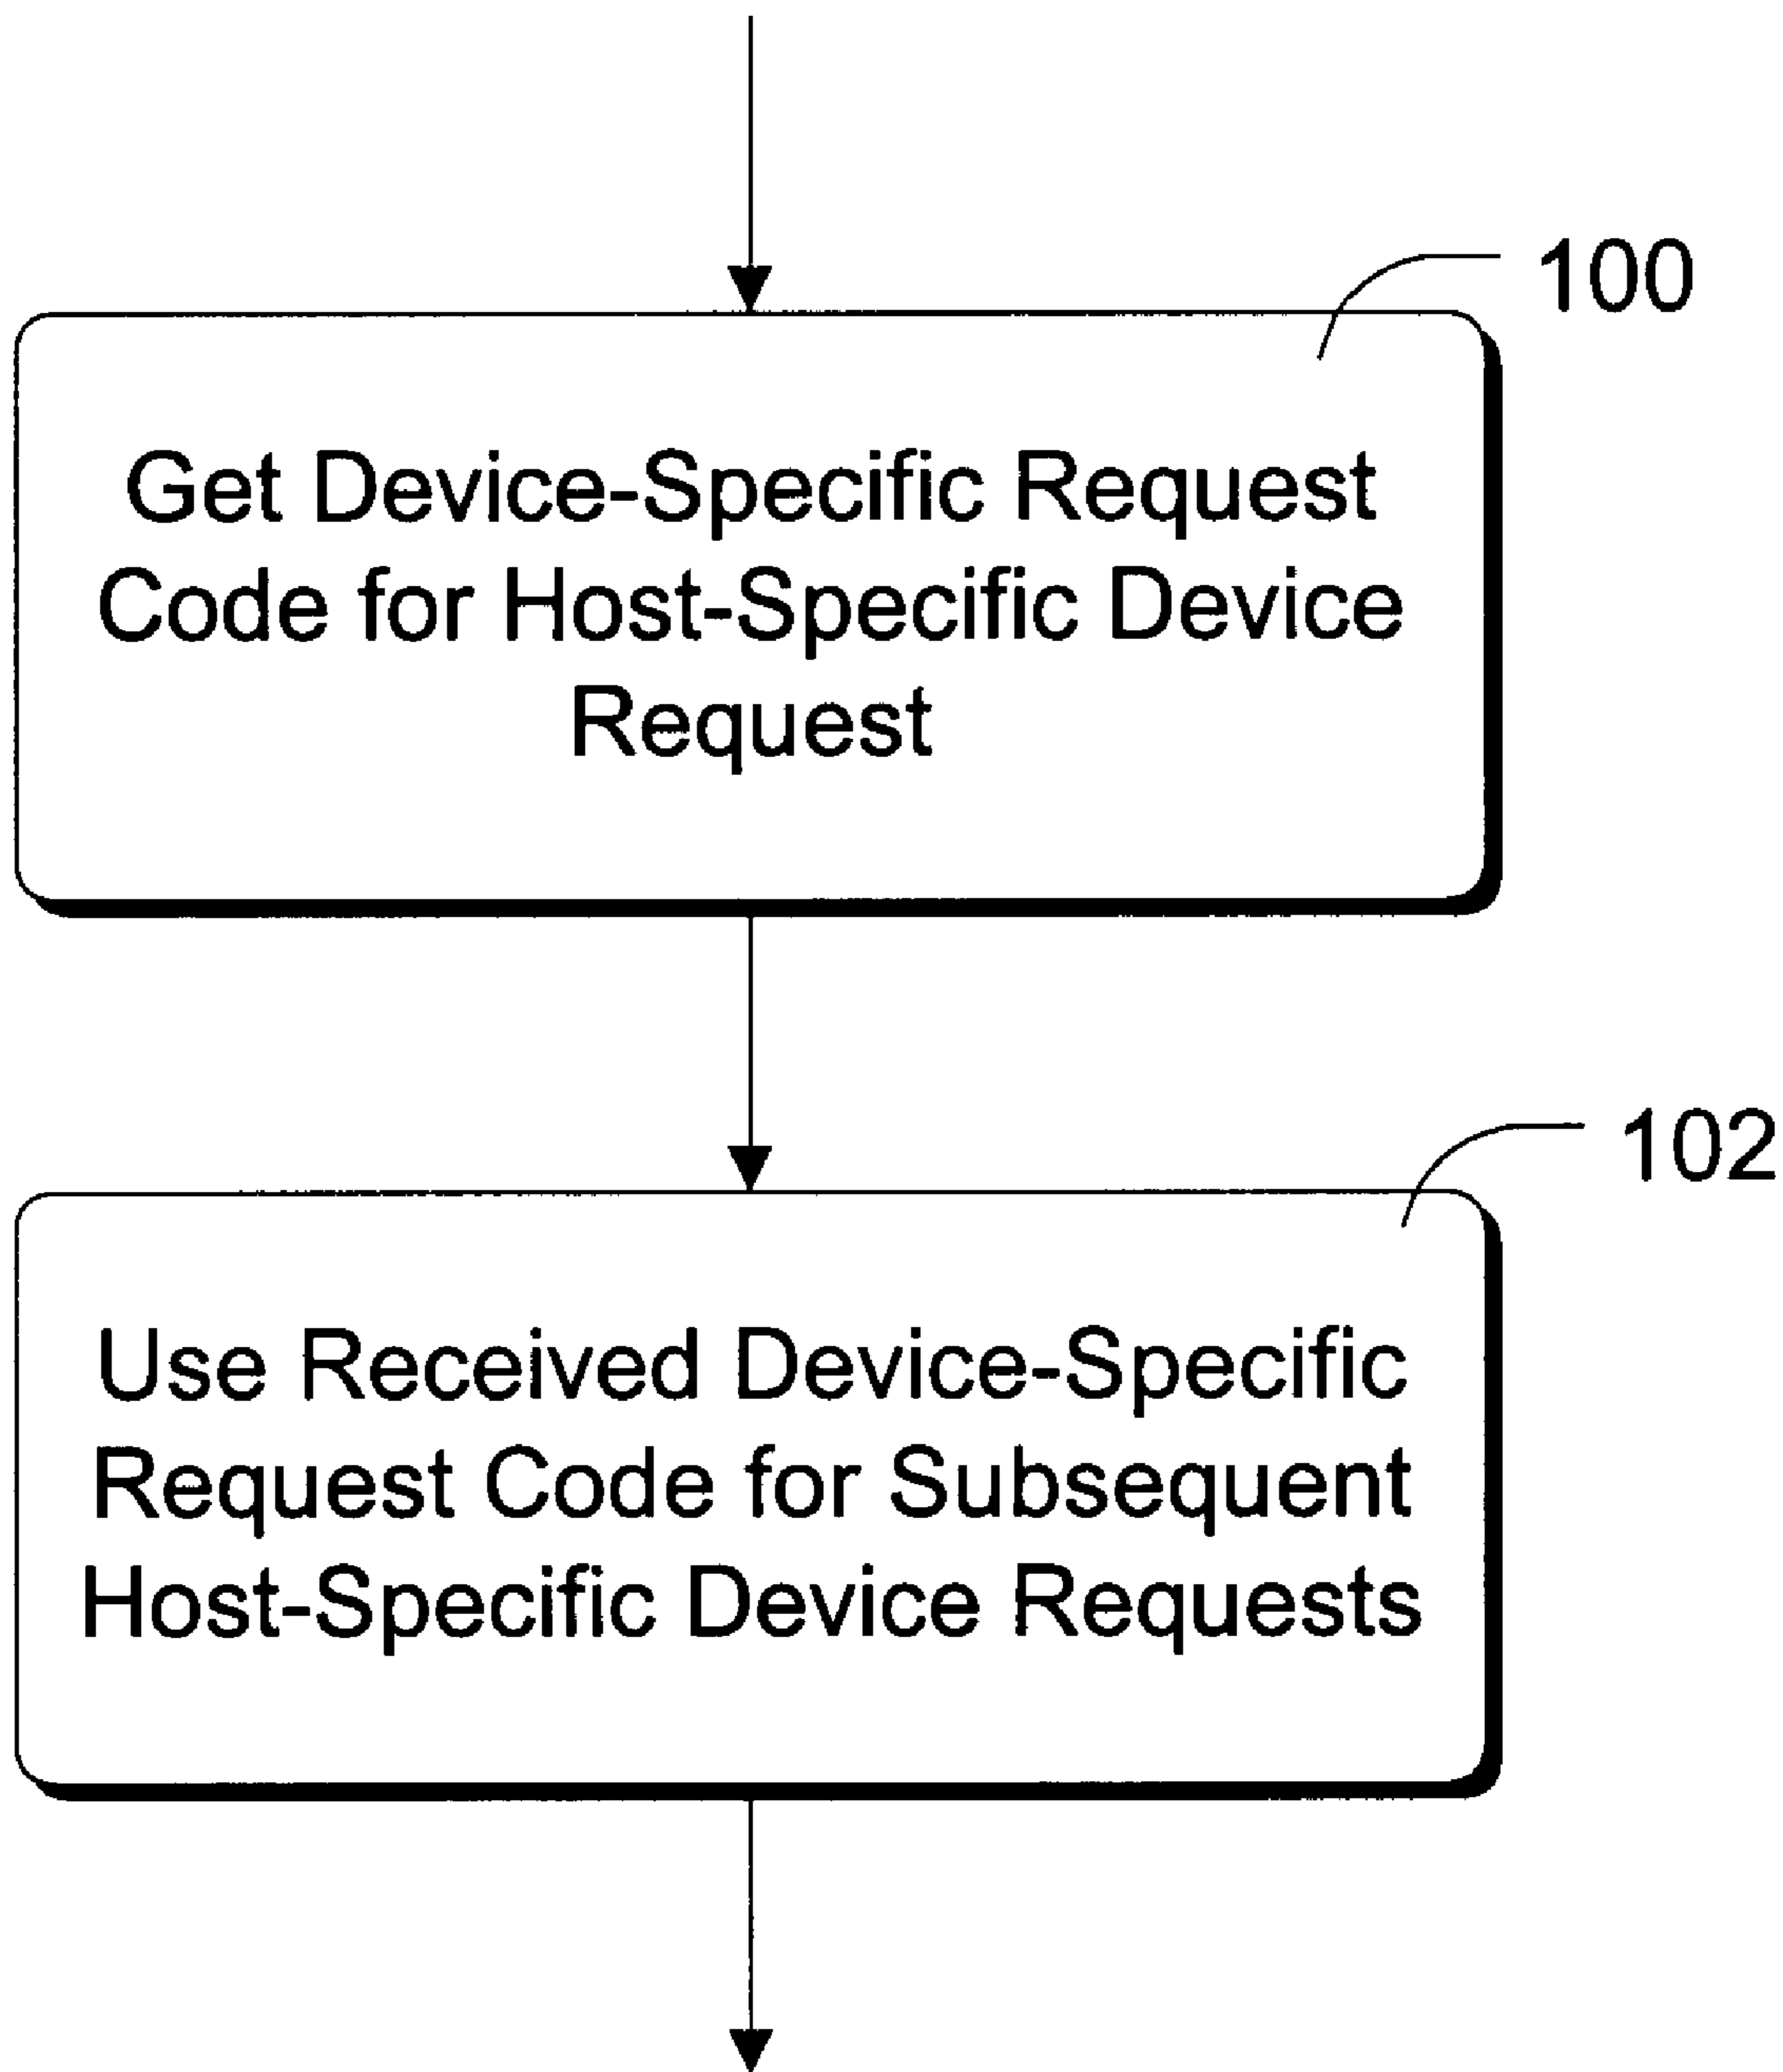 100
Get Device-Specific Request
Code for Host-Specific Device
Request
102
Use Received Device-Specific
Request Code for Subsequent
Host-Specific Device Requests